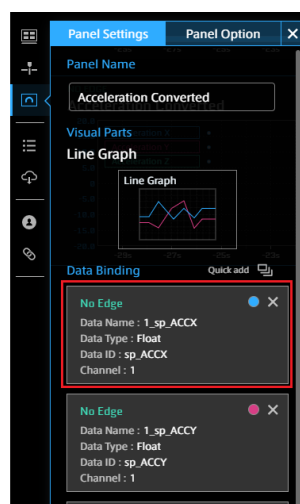 Panel Settings Panel Option X
Panel Name
Acceleration Converted
Visual Parts
Line Graph
Line Graph
Data Binding Quick add
No Edge
Data Name : 1_sp_ACCX
Data Type : Float
Data ID : sp_ACCX
Channel : 1
No Edge
Data Name : 1_sp_ACCY
Data Type : Float
Data ID : sp_ACCY
Channel : 1